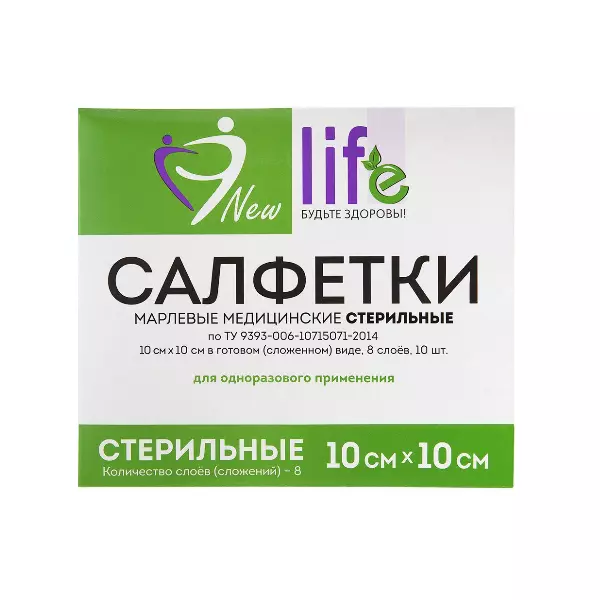 New life
БУДЬТЕ ЗДОРОВЫ!
САЛФЕТКИ
МАРЛЕВЫЕ МЕДИЦИНСКИЕ СТЕРИЛЬНЫЕ
по ТУ 9393-006-10715071-2014
10 см х 10 см в готовом (сложенном) виде, 8 слоёв, 10 шт.
для одноразового применения
СТЕРИЛЬНЫЕ 10 СМ Х 10 СМ
Количество слоёв (сложений) – 8